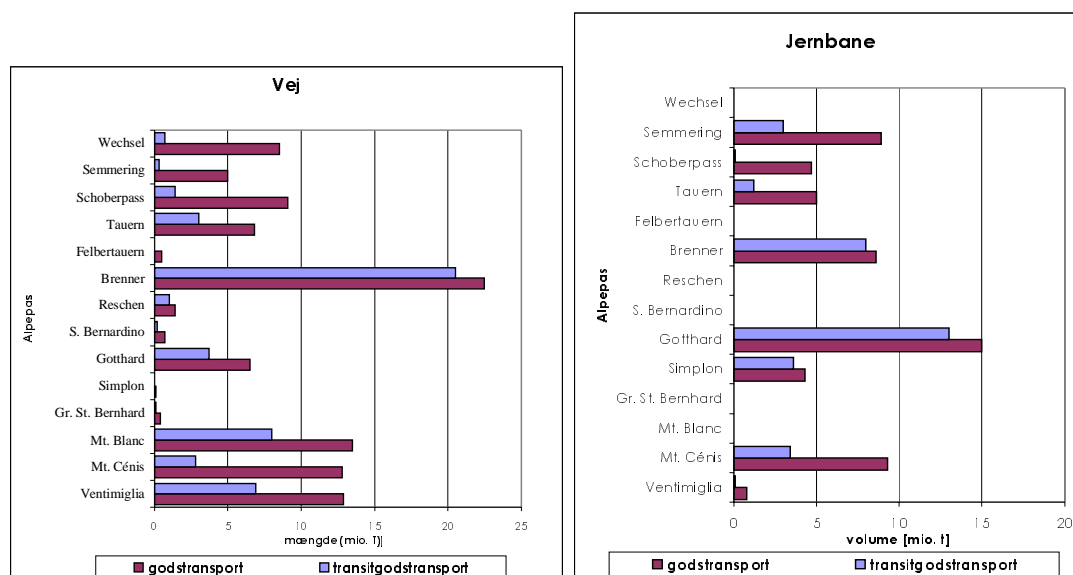 Vej
Alpepas
Wechsel
Semmering
Schoberpass
Tauern
Felbertauern
Brenner
Reschen
S. Bernardino
Gotthard
Simplon
Gr. St. Bernhard
Mt. Blanc
Mt. Cénis
Ventimiglia
0 5 10 15 20 25
mængde (mio. T)
godstransport transitgodstransport
Jernbane
Alpepas
Wechsel
Semmering
Schoberpass
Tauern
Felbertauern
Brenner
Reschen
S. Bernardino
Gotthard
Simplon
Gr. St. Bernhard
Mt. Blanc
Mt. Cénis
Ventimiglia
0 5 10 15 20
volume [mio. t]
godstransport transitgodstransport